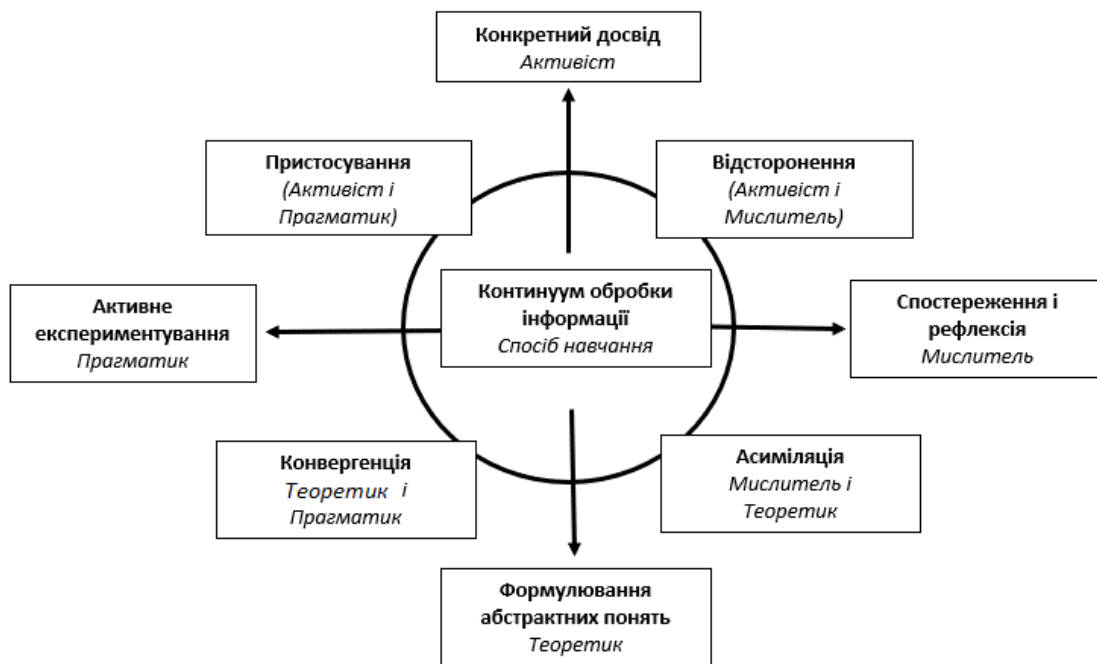 Конкретний досвід
Активіст
Пристосування
(Активіст і
Прагматик)
Відсторонення
(Активіст і
Мислитель)
Континуум обробки
інформації
Спосіб навчання
Активне
експериментування
Прагматик
Спостереження і
рефлексія
Мислитель
Конвергенція
Теоретик і
Прагматик
Асиміляція
Мислитель і
Теоретик
Формулювання
абстрактних понять
Теоретик